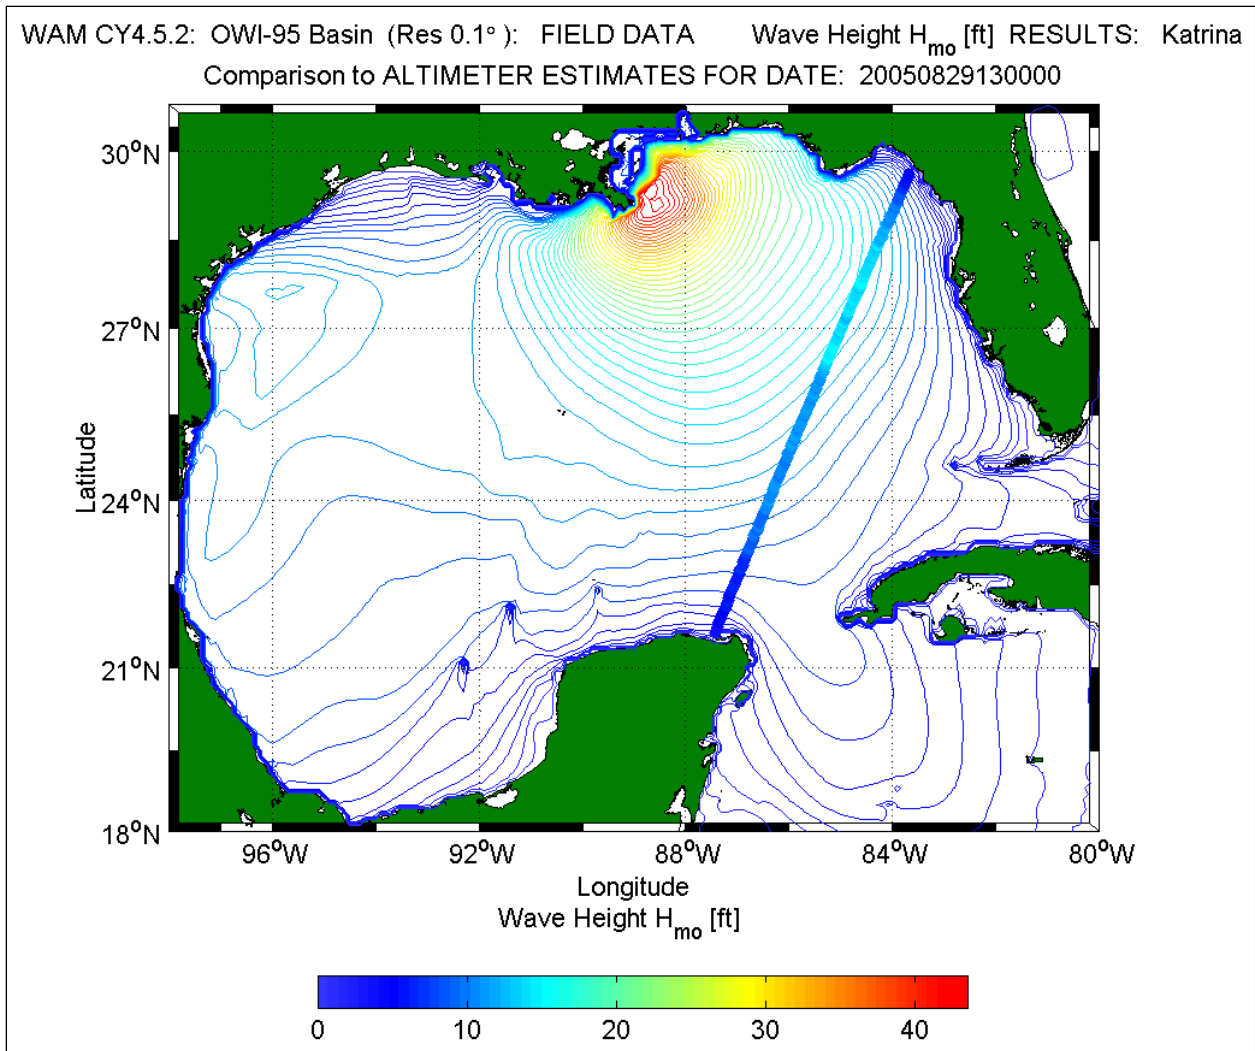 WAM CY4.5.2: OWI-95 Basin (Res 0.1° ): FIELD DATA Wave Height Hmo [ft] RESULTS: Katrina
Comparison to ALTIMETER ESTIMATES FOR DATE: 20050829130000
30°N
27°N
24°N
21°N
18°N
Latitude
96°W 92°W 88°W 84°W 80°W
Longitude
Wave Height Hmo [ft]
0 10 20 30 40